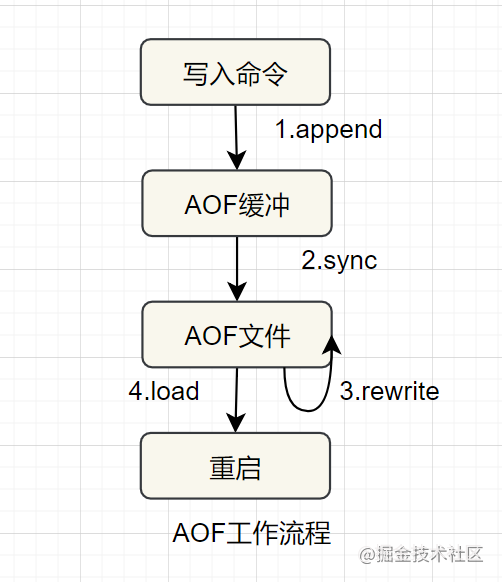 写入命令
1.append
AOF缓冲
2.sync
AOF文件
4.load
3.rewrite
重启
AOF工作流程
@掘金技术社区